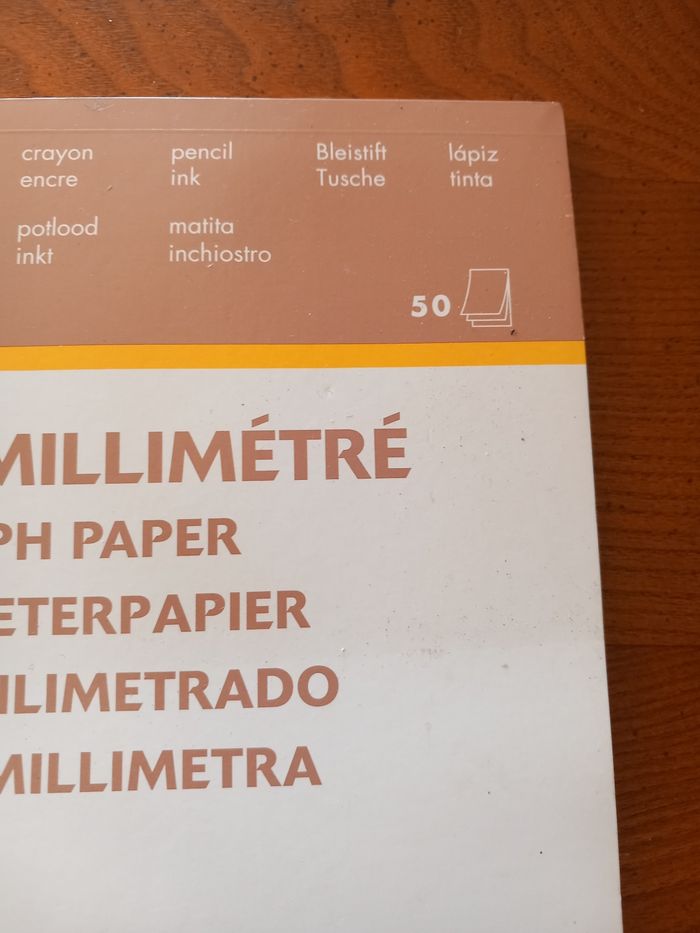 crayon pencil Bleistift lápiz
encre ink Tusche tinta
potlood matita
inkt inchiostro
50
MILLIMÉTRÉ
PH PAPER
ETERPAPIER
ILIMETRADO
MILLIMETRA